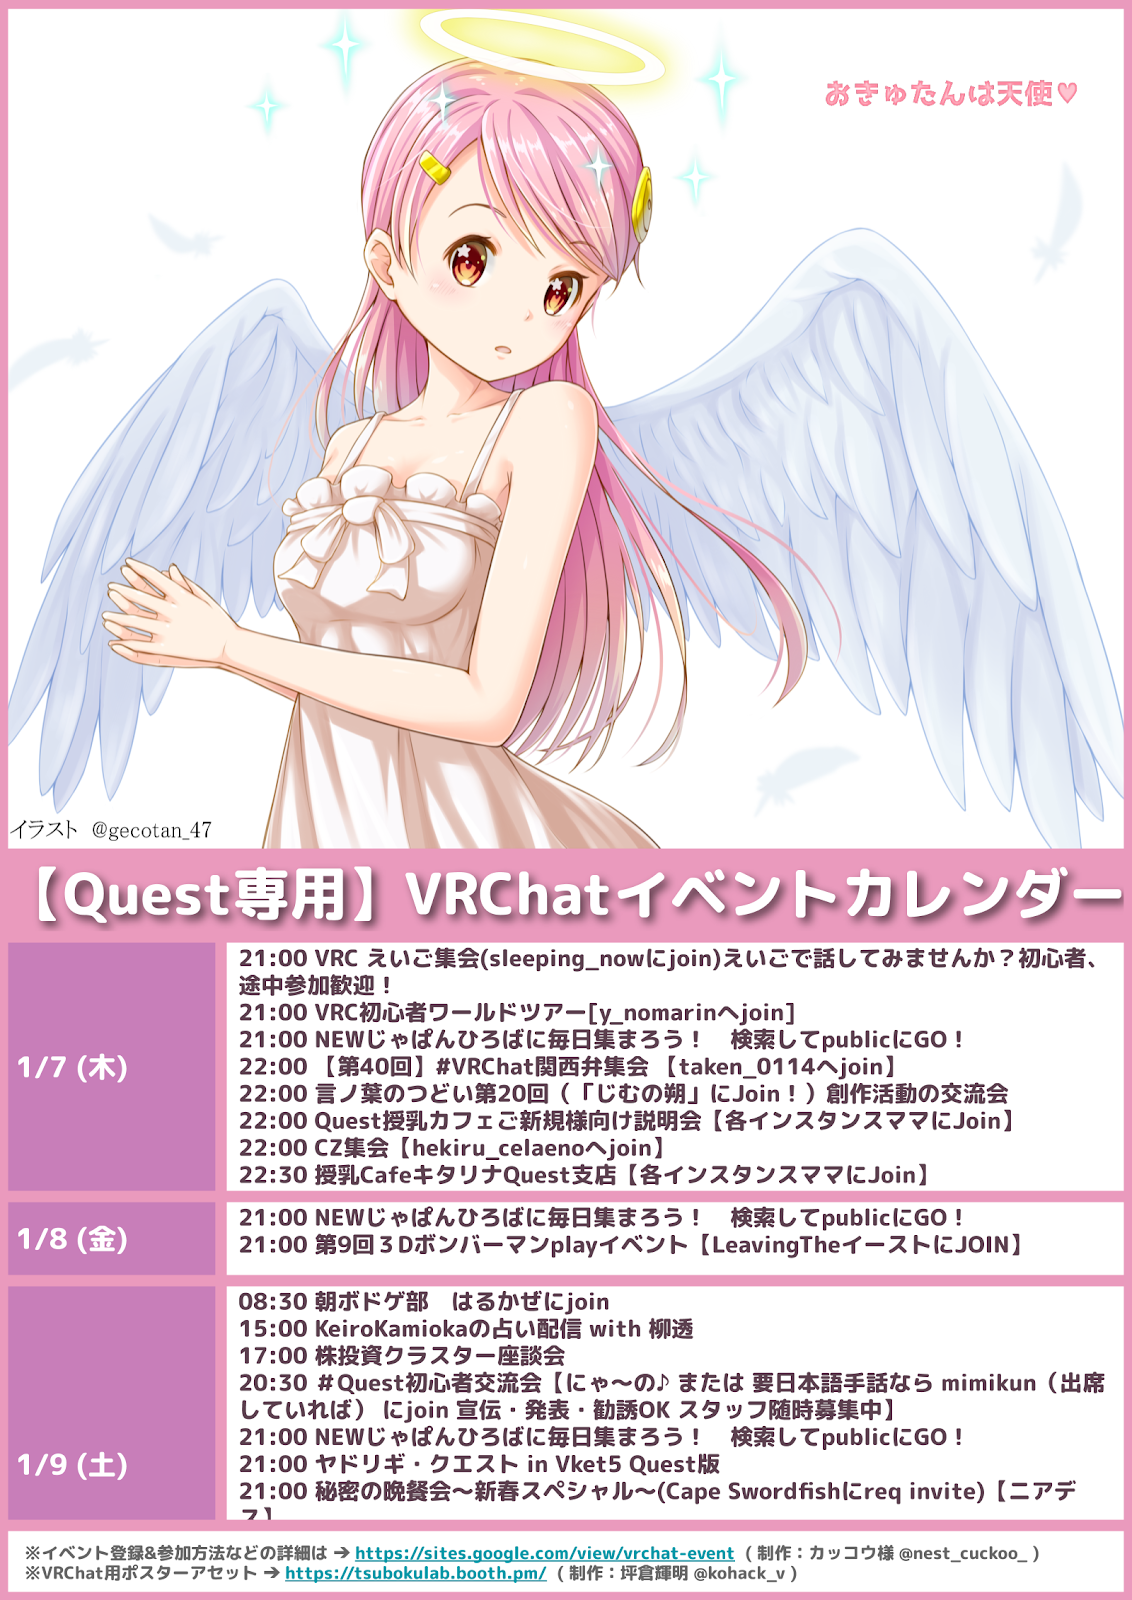 おきゅたんは天使♥
イラスト @gecotan_47
【Quest専用】VRChatイベントカレンダー
1/7 (木)
21:00 VRC えいご集会(sleeping_nowにjoin)えいごで話してみませんか？初心者、
途中参加歓迎！
21:00 VRC初心者ワールドツアー[y_nomarinへjoin]
21:00 NEWじゃぱんひろばに毎日集まろう！　検索してpublicにGO！
22:00 【第40回】#VRChat関西弁集会 【taken_0114へjoin】
22:00 言ノ葉のつどい第20回（「じむの朔」にJoin！）創作活動の交流会
22:00 Quest授乳カフェご新規様向け説明会【各インスタンスママにJoin】
22:00 CZ集会【hekiru_celaenoへjoin】
22:30 授乳CafeキタリナQuest支店【各インスタンスママにJoin】
1/8 (金)
21:00 NEWじゃぱんひろばに毎日集まろう！　検索してpublicにGO！
21:00 第9回３Dボンバーマンplayイベント【LeavingTheイーストにJOIN】
1/9 (土)
08:30 朝ボドゲ部　はるかぜにjoin
15:00 KeiroKamiokaの占い配信 with 柳透
17:00 株投資クラスター座談会
20:30 ＃Quest初心者交流会【にゃ～の♪ または 要日本語手話なら mimikun（出席
していれば） にjoin 宣伝・発表・勧誘OK スタッフ随時募集中】
21:00 NEWじゃぱんひろばに毎日集まろう！　検索してpublicにGO！
21:00 ヤドリギ・クエスト in Vket5 Quest版
21:00 秘密の晩餐会～新春スペシャル～(Cape Swordfishにreq invite)【ニアデ
ス】
※イベント登録&参加方法などの詳細は → https://sites.google.com/view/vrchat-event （ 制作：カッコウ様 @nest_cuckoo_ ）
※VRChat用ポスターアセット → https://tsubokulab.booth.pm/ （ 制作：坪倉輝明 @kohack_v ）